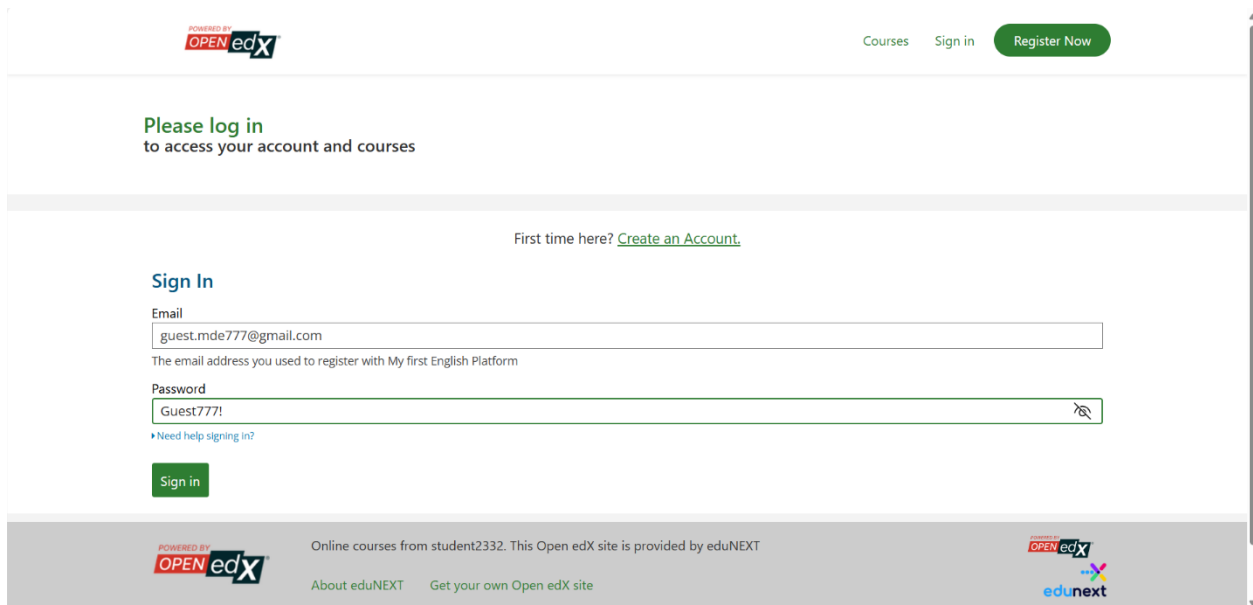 POWERED BY
OPEN edX
Courses Sign in Register Now
Please log in
to access your account and courses
First time here? Create an Account.
Sign In
Email
guest.mde777@gmail.com
The email address you used to register with My first English Platform
Password
Guest777!
Need help signing in?
Sign in
POWERED BY
OPEN edX
Online courses from student2332. This Open edX site is provided by eduNEXT
About eduNEXT Get your own Open edX site
POWERED BY
OPEN edX
edunext